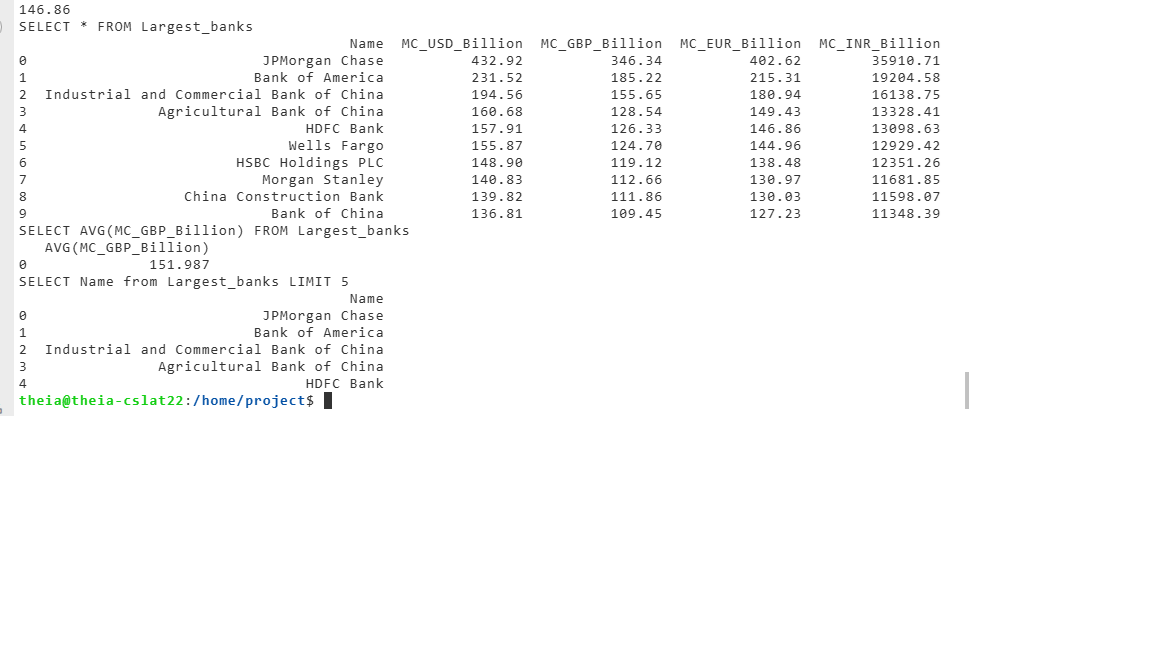 146.86
SELECT * FROM Largest_banks
Name MC_USD_Billion MC_GBP_Billion MC_EUR_Billion MC_INR_Billion
0 JPMorgan Chase 432.92 346.34 402.62 35910.71
1 Bank of America 231.52 185.22 215.31 19204.58
2 Industrial and Commercial Bank of China 194.56 155.65 180.94 16138.75
3 Agricultural Bank of China 160.68 128.54 149.43 13328.41
4 HDFC Bank 157.91 126.33 146.86 13098.63
5 Wells Fargo 155.87 124.70 144.96 12929.42
6 HSBC Holdings PLC 148.90 119.12 138.48 12351.26
7 Morgan Stanley 140.83 112.66 130.97 11681.85
8 China Construction Bank 139.82 111.86 130.03 11598.07
9 Bank of China 136.81 109.45 127.23 11348.39
SELECT AVG(MC_GBP_Billion) FROM Largest_banks
AVG(MC_GBP_Billion)
0 151.987
SELECT Name from Largest_banks LIMIT 5
Name
0 JPMorgan Chase
1 Bank of America
2 Industrial and Commercial Bank of China
3 Agricultural Bank of China
4 HDFC Bank
theia@theia-cslat22:/home/project$